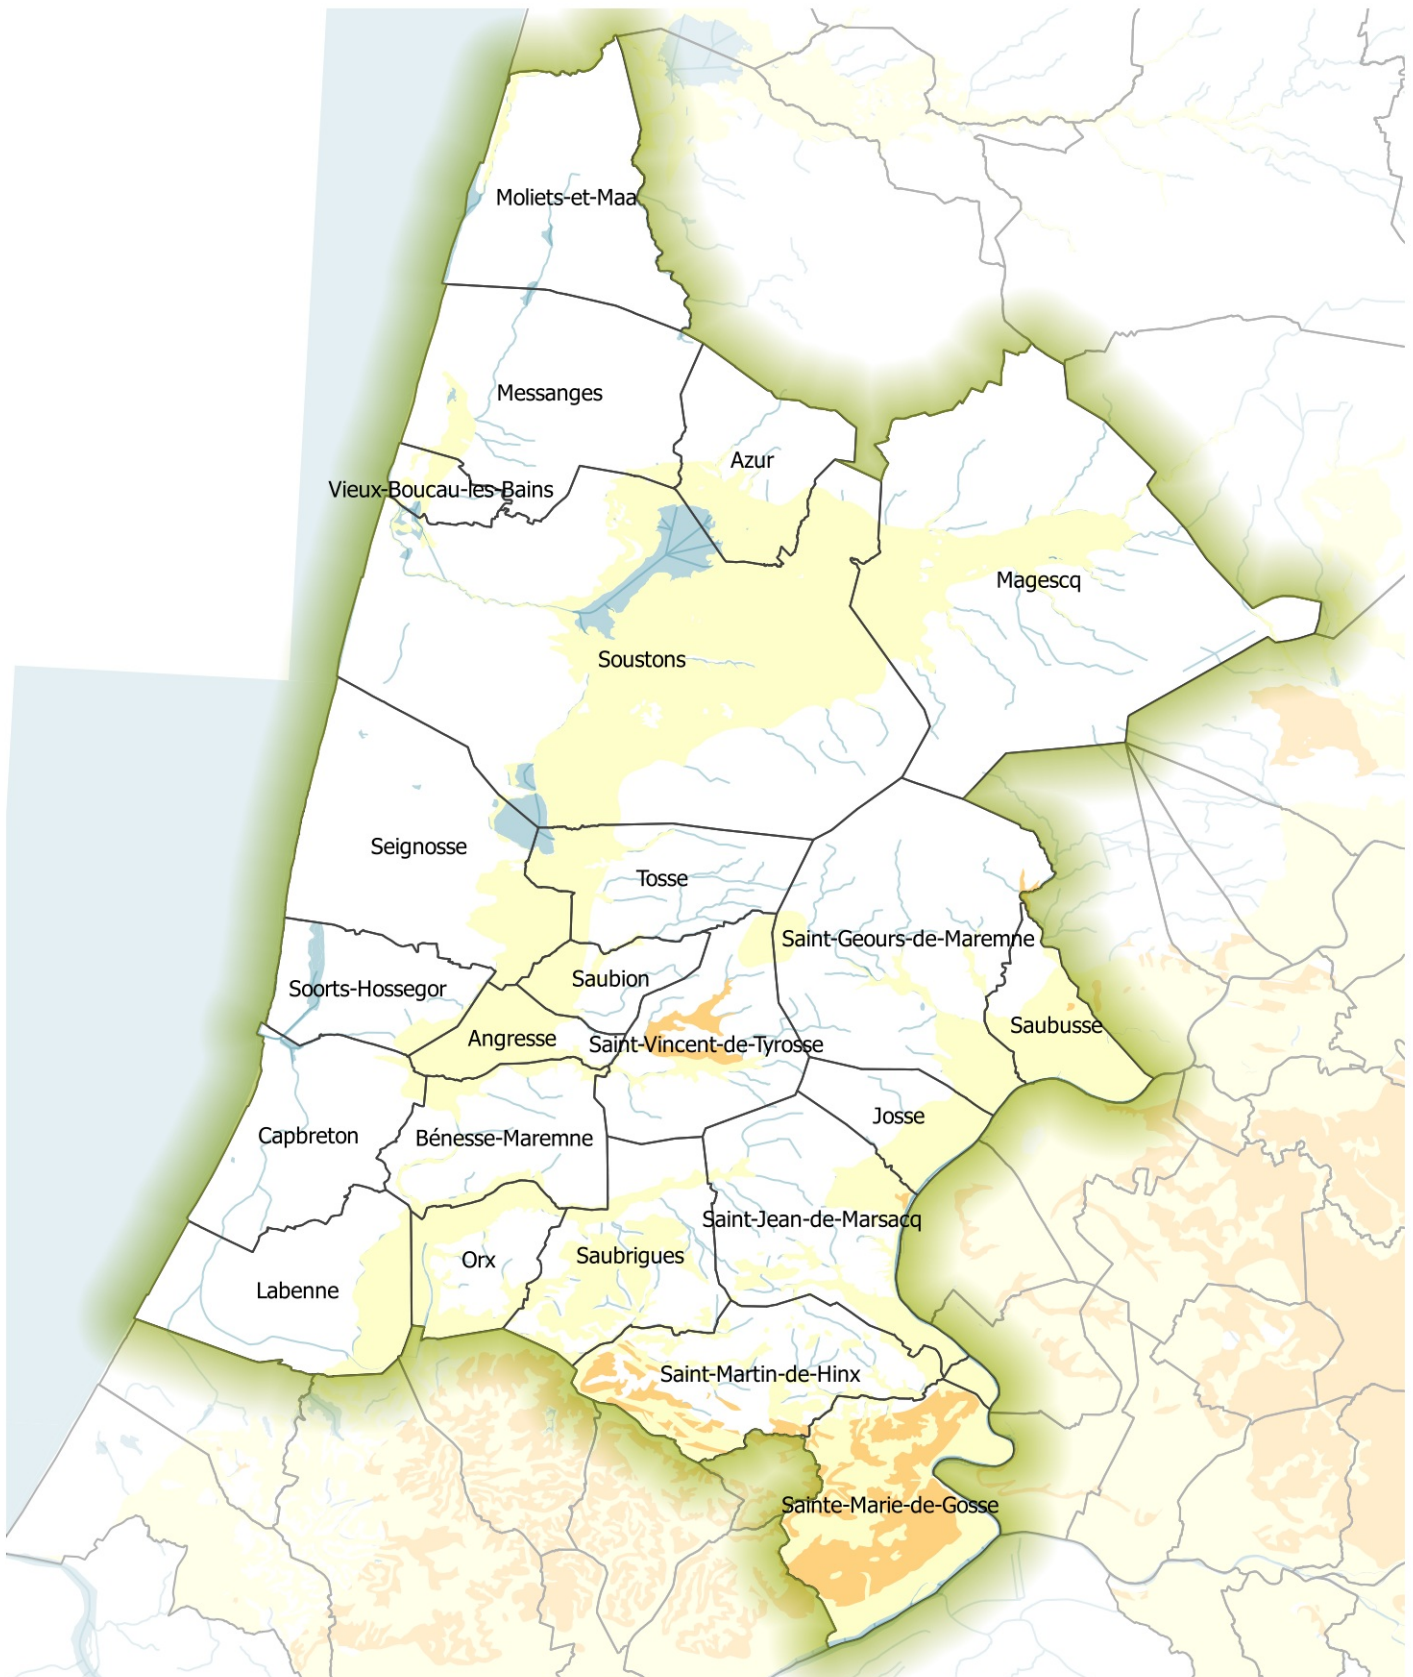 Moliets-et-Maa
Messanges
Azur
Vieux-Boucau-les-Bains
Magescq
Soustons
Seignosse
Tosse
Saint-Geours-de-Maremne
Saubion
Soorts-Hossegor
Saubusse
Angresse
Saint-Vincent-de-Tyrosse
Josse
Capbreton
Bénesse-Maremne
Saint-Jean-de-Marsacq
Saubrigues
Orx
Labenne
Saint-Martin-de-Hinx
Sainte-Marie-de-Gosse